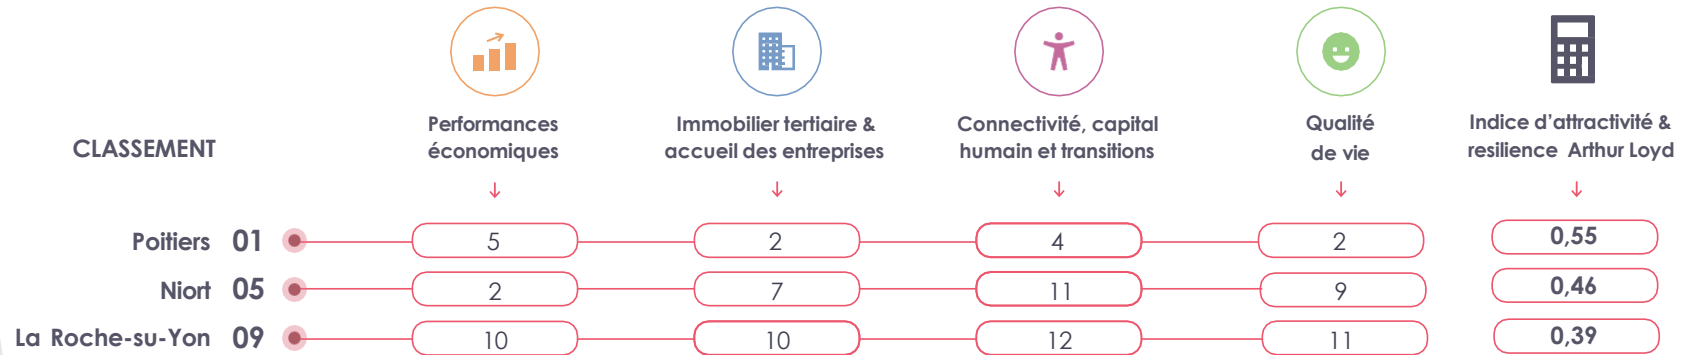 CLASSEMENT
Performances
économiques
Immobilier tertiaire &
accueil des entreprises
Connectivité, capital
humain et transitions
Qualité
de vie
Indice d'attractivité &
resilience Arthur Loyd
Poitiers 01 5 2 4 2 0,55
Niort 05 2 7 11 9 0,46
La Roche-su-Yon 09 10 10 12 11 0,39